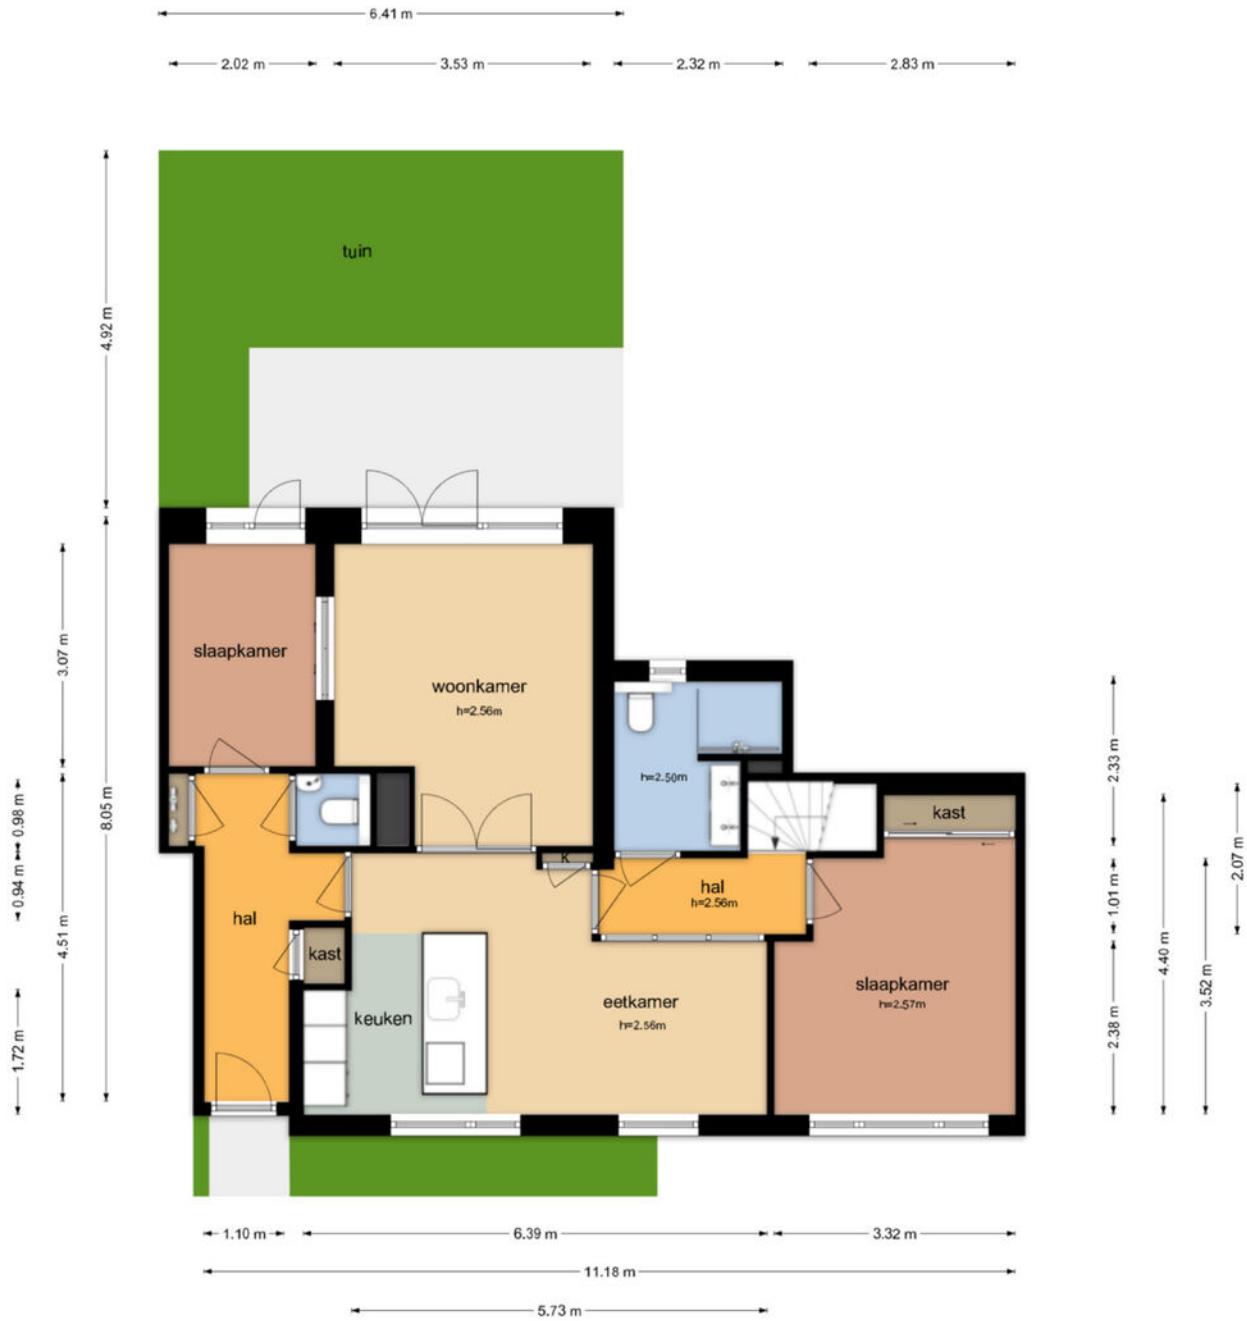 6.41 m
2.02 m
3.53 m
2.32 m
2.83 m
tuin
4.92 m
8.05 m
3.07 m
4.51 m
0.98 m
0.94 m
1.72 m
slaapkamer
woonkamer
h=2.56m
h=2.50m
kast
K
hal
h=2.56m
hal
kast
keuken
eetkamer
h=2.56m
slaapkamer
h=2.57m
2.33 m
1.01 m
2.38 m
4.40 m
3.52 m
2.07 m
1.10 m
6.39 m
3.32 m
11.18 m
5.73 m